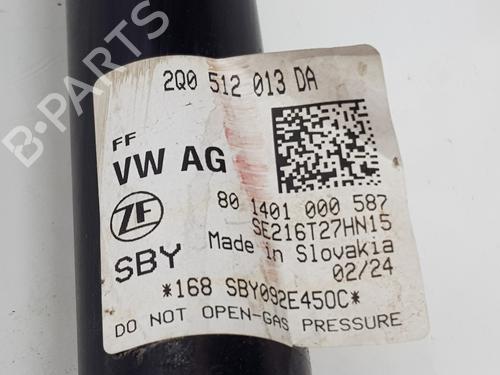 2Q0 512 013 DA
FF
VW AG
ZF
80 1401 000 587
SE216T27HN15
SBY
Made in Slovakia
02/24
*168 SBY092E450C*
DO NOT OPEN-GAS PRESSURE
B-PARTS